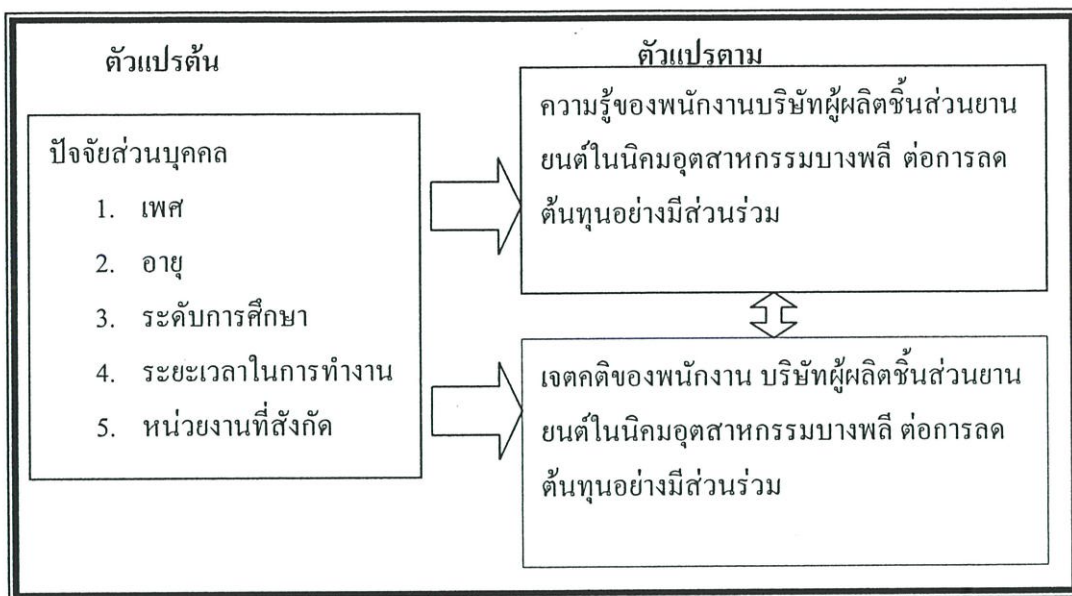 ตัวแปรต้น
ปัจจัยส่วนบุคคล
1. เพศ
2. อายุ
3. ระดับการศึกษา
4. ระยะเวลาในการทำงาน
5. หน่วยงานที่สังกัด
ตัวแปรตาม
ความรู้ของพนักงานบริษัทผู้ผลิตชิ้นส่วนยาน
ยนต์ในนิคมอุตสาหกรรมบางพลี ต่อการลด
ต้นทุนอย่างมีส่วนร่วม
เจตคติของพนักงาน บริษัทผู้ผลิตชิ้นส่วนยาน
ยนต์ในนิคมอุตสาหกรรมบางพลี ต่อการลด
ต้นทุนอย่างมีส่วนร่วม